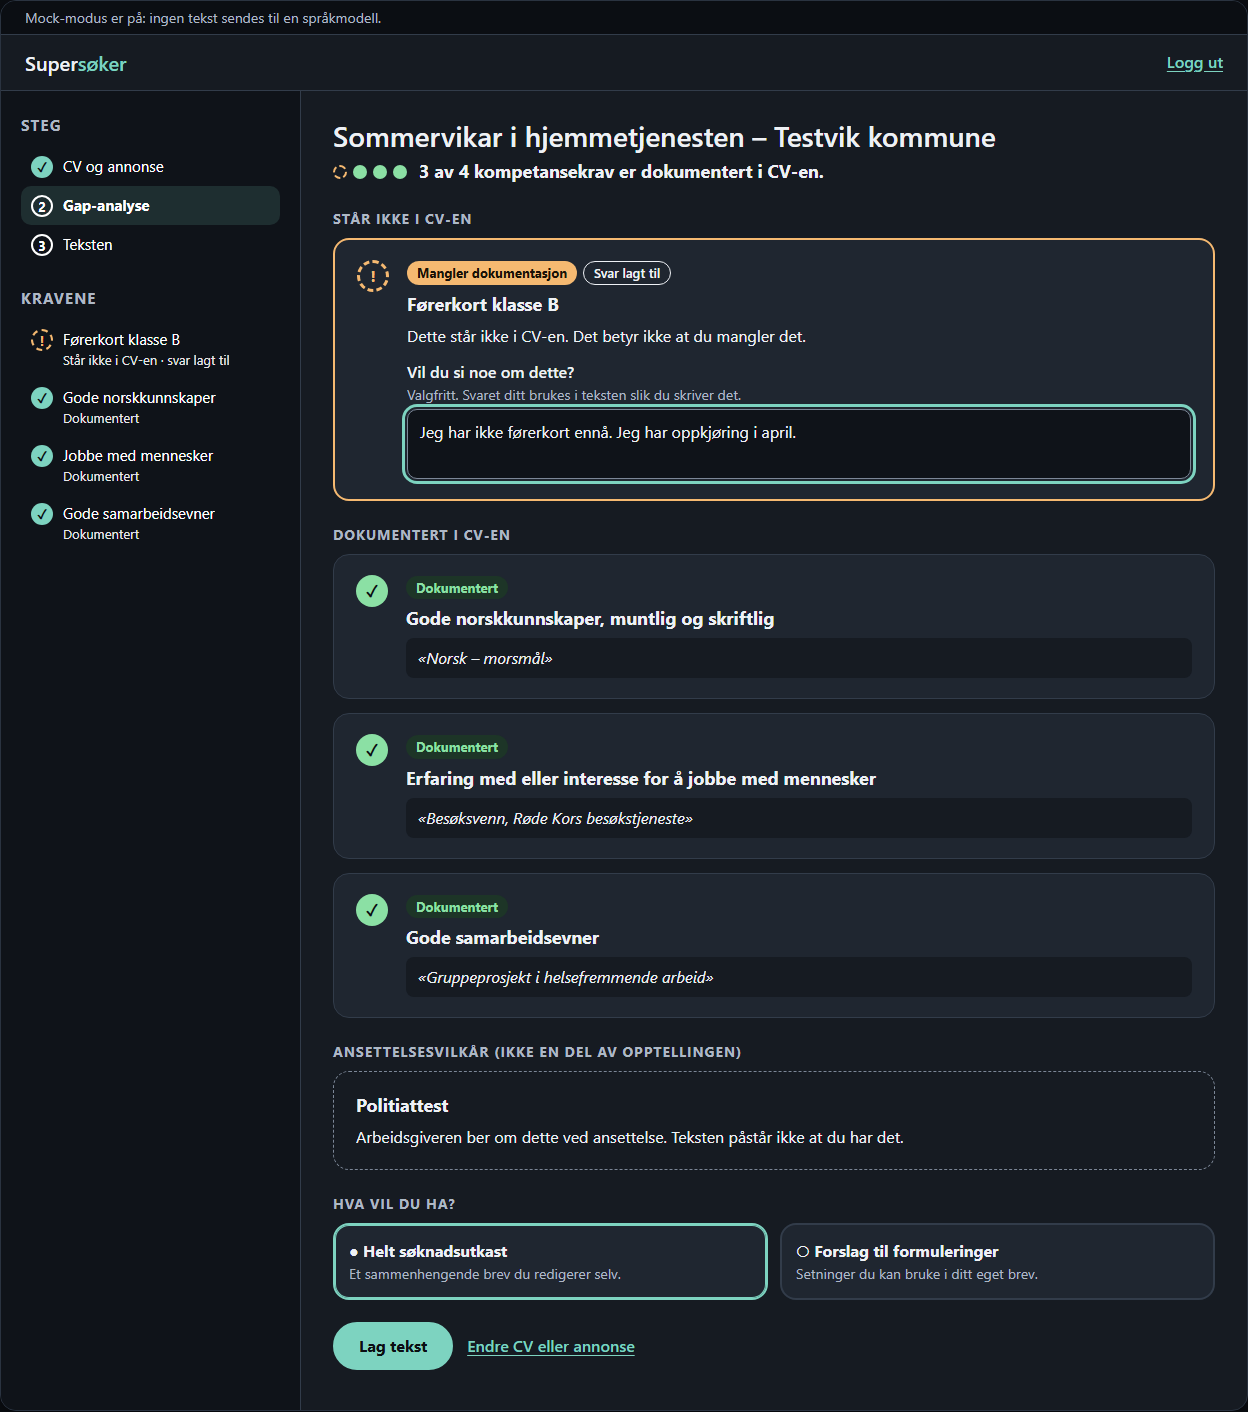 Mock-modus er på: ingen tekst sendes til en språkmodell.
Supersøker
Logg ut
STEG
✓ CV og annonse
2 Gap-analyse
3 Teksten
KRAVENE
! Førerkort klasse B
Står ikke i CV-en · svar lagt til
✓ Gode norskkunnskaper
Dokumentert
✓ Jobbe med mennesker
Dokumentert
✓ Gode samarbeidsevner
Dokumentert
Sommervikar i hjemmetjenesten – Testvik kommune
3 av 4 kompetansekrav er dokumentert i CV-en.
STÅR IKKE I CV-EN
! Mangler dokumentasjon Svar lagt til
Førerkort klasse B
Dette står ikke i CV-en. Det betyr ikke at du mangler det.
Vil du si noe om dette?
Valgfritt. Svaret ditt brukes i teksten slik du skriver det.
Jeg har ikke førerkort ennå. Jeg har oppkjøring i april.
DOKUMENTERT I CV-EN
✓ Dokumentert
Gode norskkunnskaper, muntlig og skriftlig
«Norsk – morsmål»
✓ Dokumentert
Erfaring med eller interesse for å jobbe med mennesker
«Besøksvenn, Røde Kors besøkstjeneste»
✓ Dokumentert
Gode samarbeidsevner
«Gruppeprosjekt i helsefremmende arbeid»
ANSETTELSESVILKÅR (IKKE EN DEL AV OPPTELLINGEN)
Politiattest
Arbeidsgiveren ber om dette ved ansettelse. Teksten påstår ikke at du har det.
HVA VIL DU HA?
● Helt søknadsutkast
Et sammenhengende brev du redigerer selv.
○ Forslag til formuleringer
Setninger du kan bruke i ditt eget brev.
Lag tekst
Endre CV eller annonse